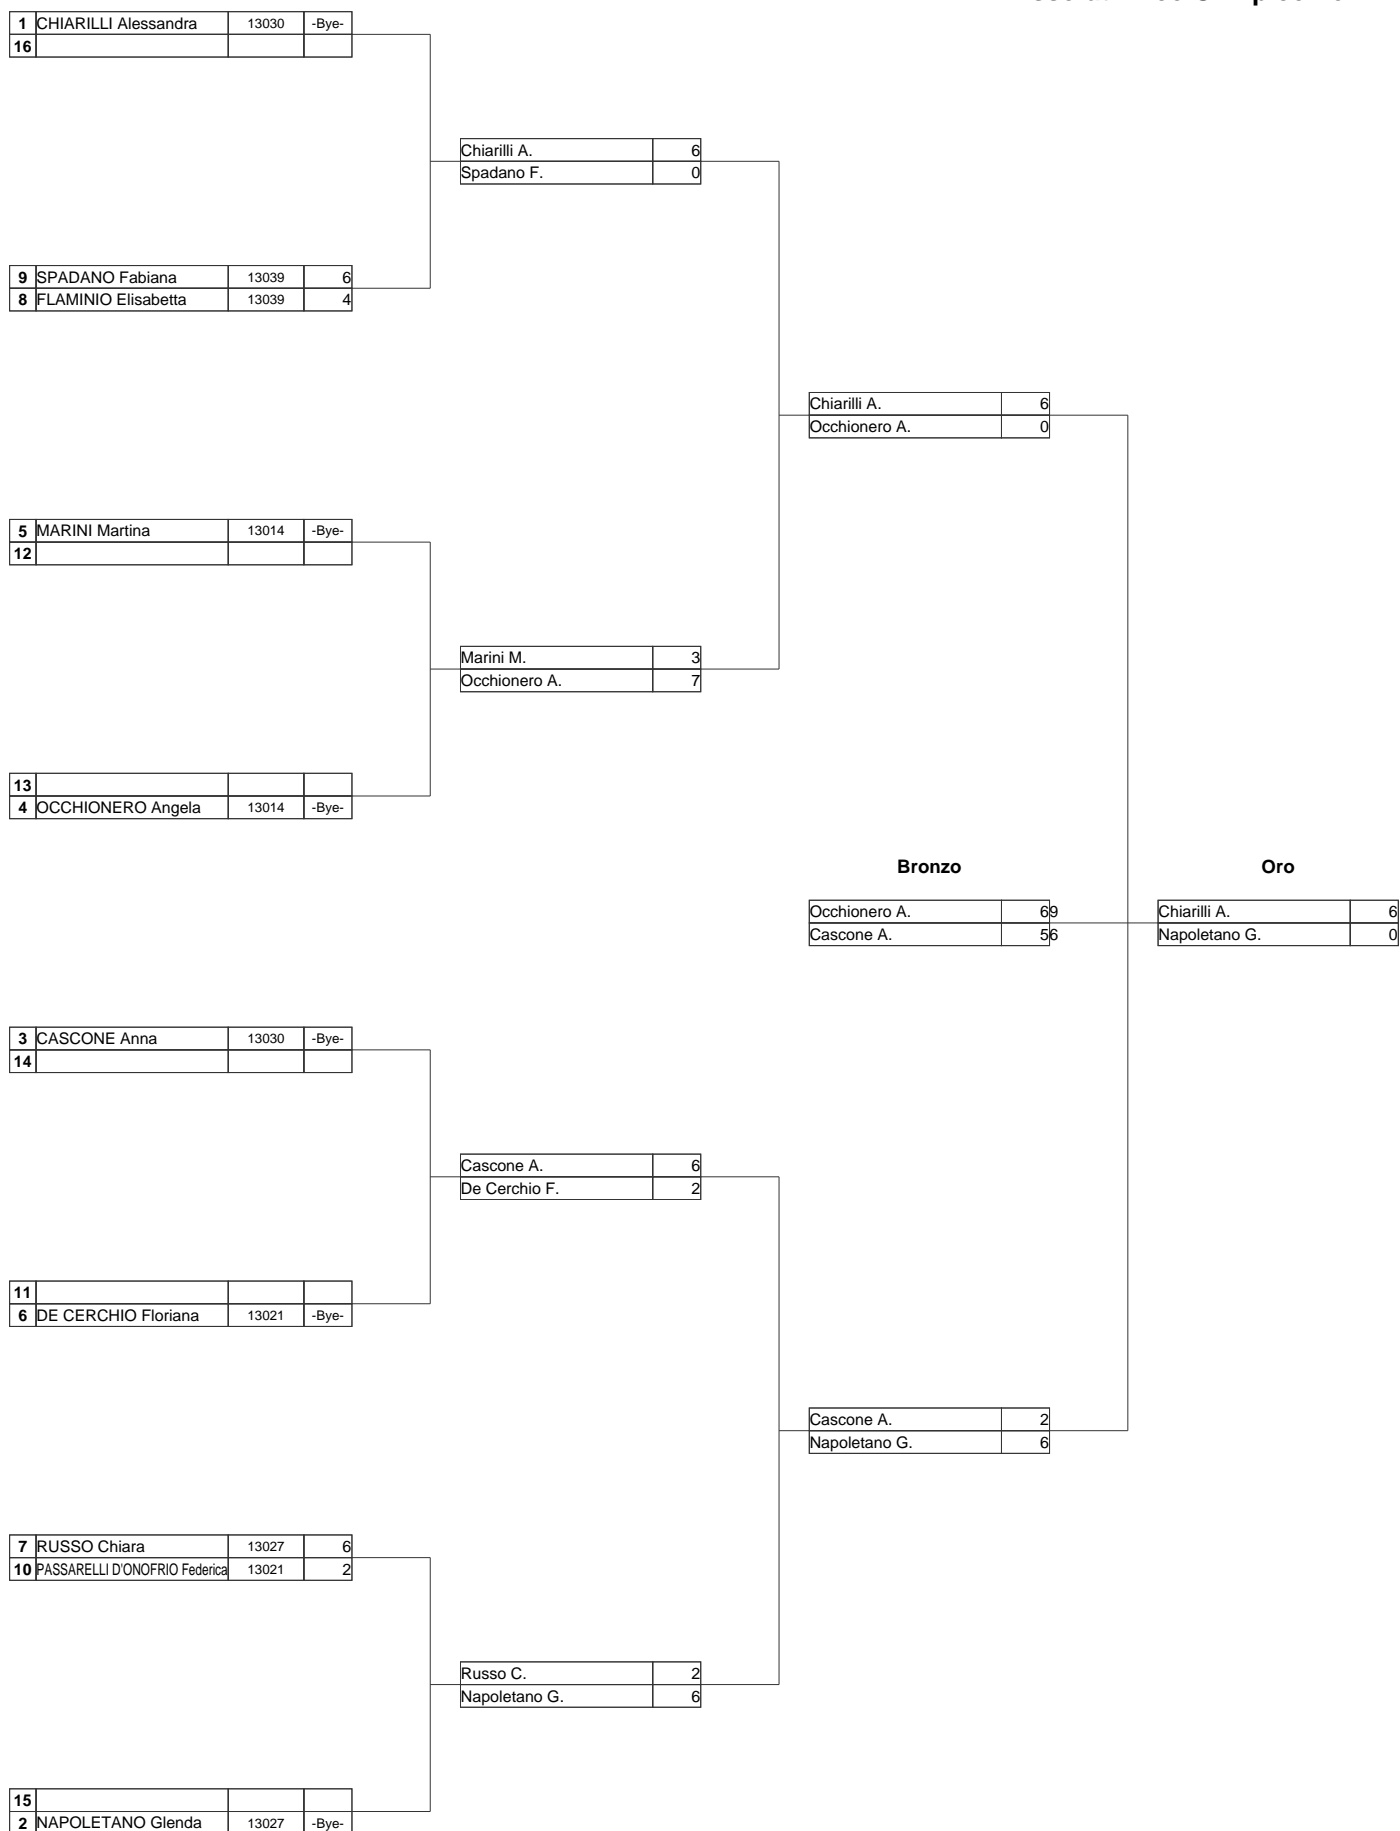 1 CHIARILLI Alessandra 13030 -Bye-
16
Chiarilli A. 6
Spadano F. 0
9 SPADANO Fabiana 13039 6
8 FLAMINIO Elisabetta 13039 4
Chiarilli A. 6
Occhionero A. 0
5 MARINI Martina 13014 -Bye-
12
Marini M. 3
Occhionero A. 7
13
4 OCCHIONERO Angela 13014 -Bye-
Bronzo
Oro
Occhionero A. 69
Cascone A. 56
Chiarilli A. 6
Napoletano G. 0
3 CASCONE Anna 13030 -Bye-
14
Cascone A. 6
De Cerchio F. 2
11
6 DE CERCHIO Floriana 13021 -Bye-
Cascone A. 2
Napoletano G. 6
7 RUSSO Chiara 13027 6
10 PASSARELLI D'ONOFRIO Federica 13021 2
Russo C. 2
Napoletano G. 6
15
2 NAPOLETANO Glenda 13027 -Bye-